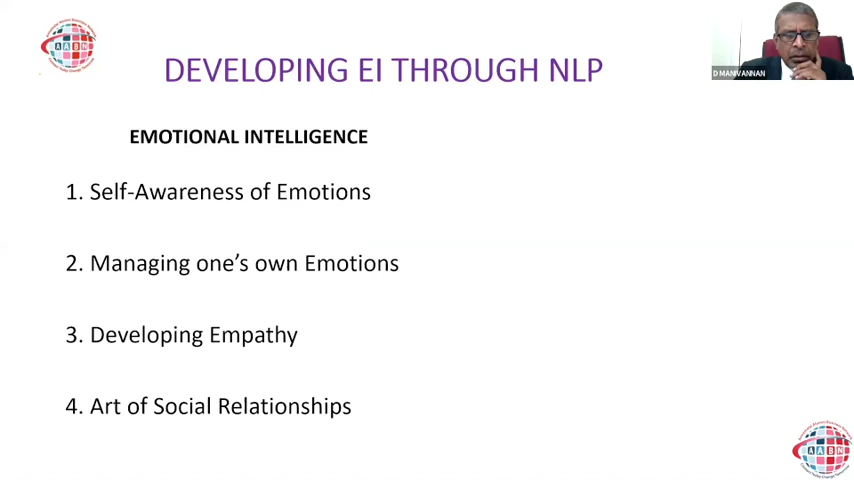 DEVELOPING EI THROUGH NLP
D MANIVANNAN
EMOTIONAL INTELLIGENCE
1. Self-Awareness of Emotions
2. Managing one’s own Emotions
3. Developing Empathy
4. Art of Social Relationships
AABN
AABN